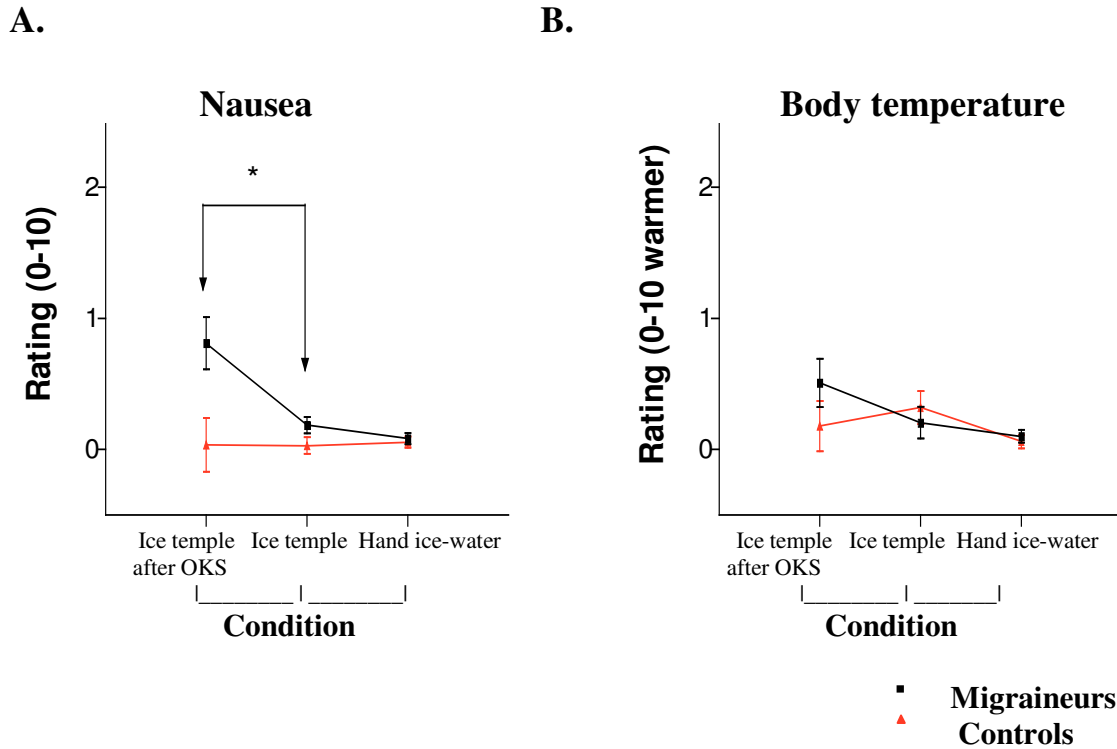 A.
Nausea
Rating (0-10)
2
1
0
*
Ice temple after OKS
Ice temple
Hand ice-water
Condition
B.
Body temperature
Rating (0-10 warmer)
2
1
0
Ice temple after OKS
Ice temple
Hand ice-water
Condition
Migraineurs
Controls